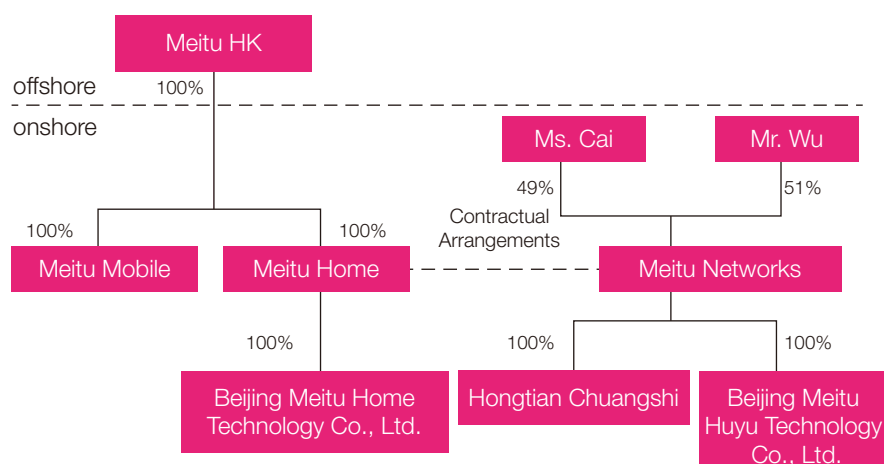 Meitu HK
offshore
100%
onshore
Ms. Cai
Mr. Wu
49%
51%
Contractual
Arrangements
100%
100%
Meitu Mobile
Meitu Home
Meitu Networks
100%
100%
100%
Beijing Meitu Home
Technology Co., Ltd.
Hongtian Chuangshi
Beijing Meitu
Huyu Technology
Co., Ltd.